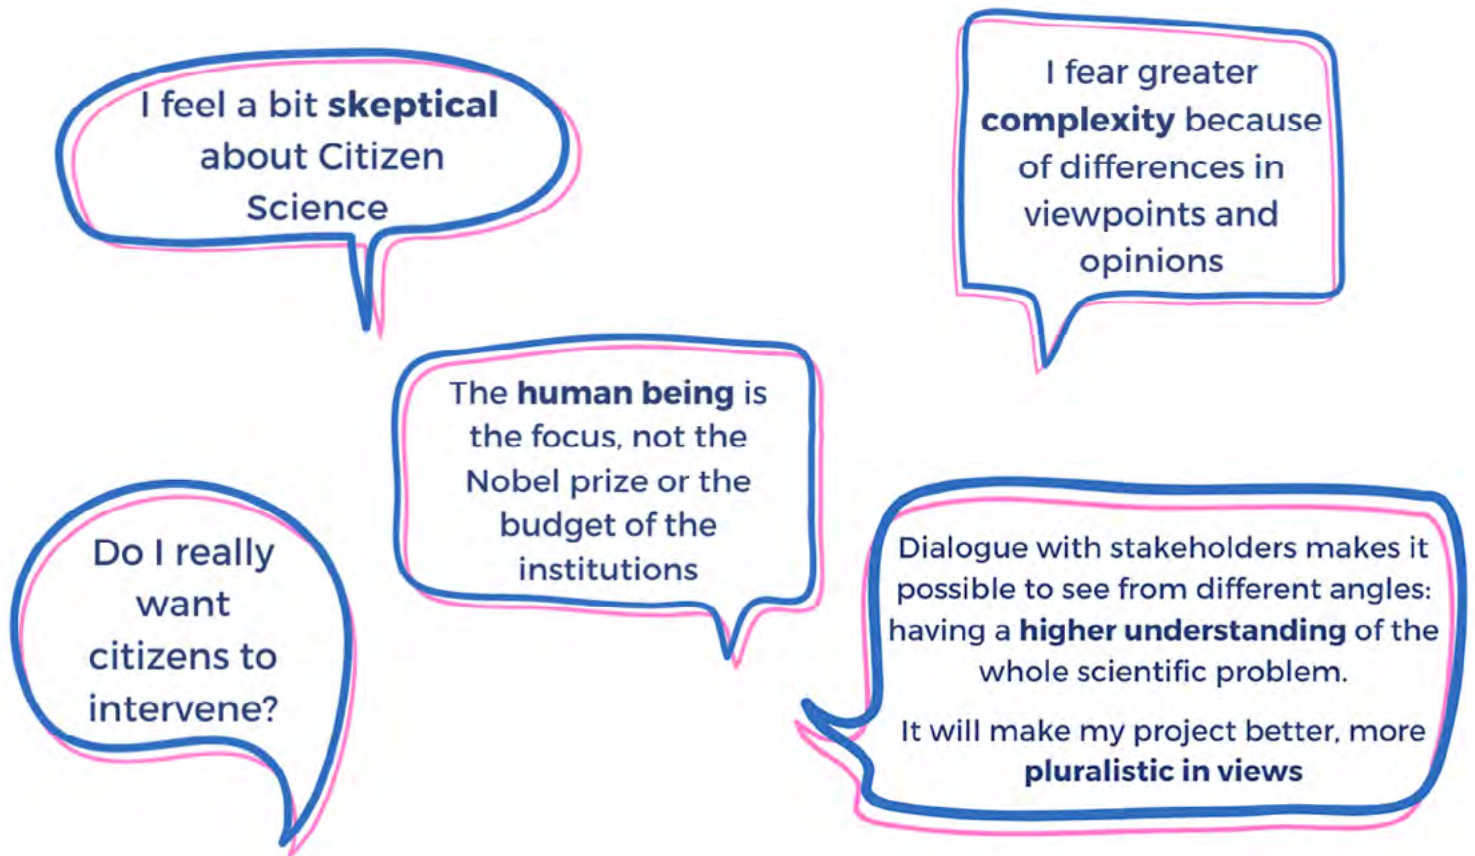 I feel a bit skeptical
about Citizen
Science
I fear greater
complexity because
of differences in
viewpoints and
opinions
The human being is
the focus, not the
Nobel prize or the
budget of the
institutions
Do I really
want
citizens to
intervene?
Dialogue with stakeholders makes it
possible to see from different angles:
having a higher understanding of the
whole scientific problem.
It will make my project better, more
pluralistic in views